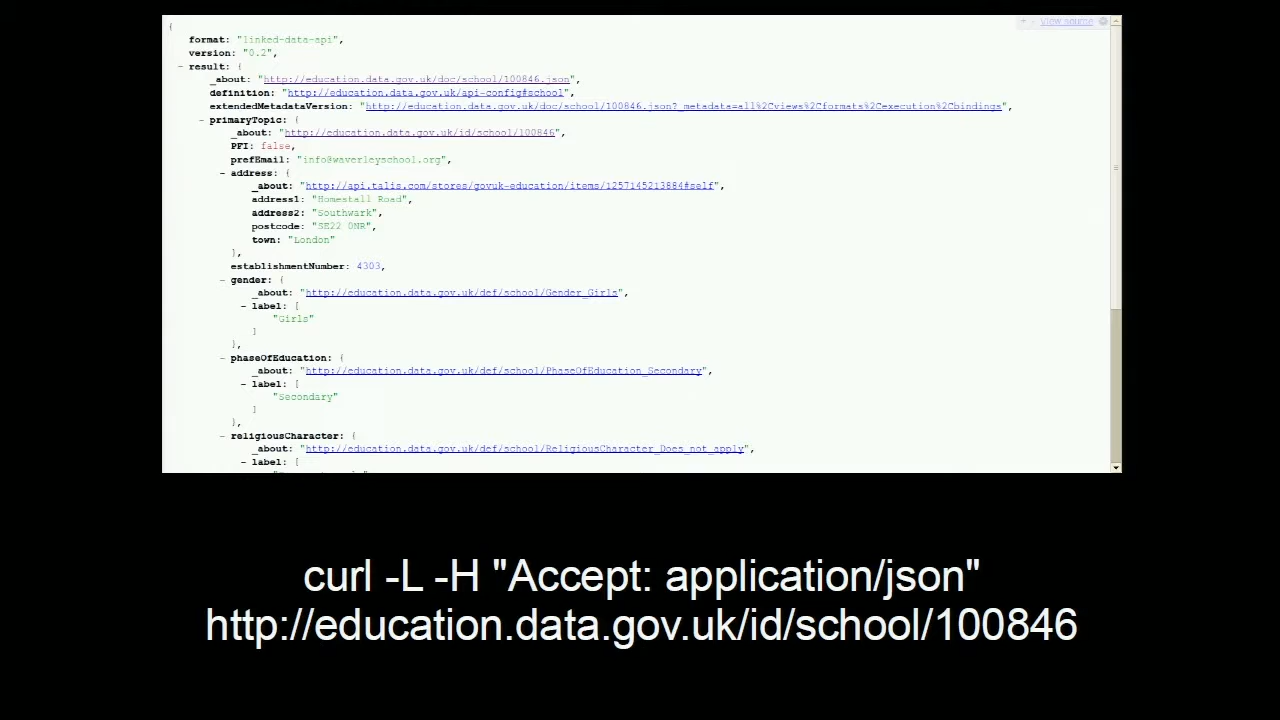 View source
{
format: "linked-data-api",
version: "0.2",
– result: {
_about: "http://education.data.gov.uk/doc/school/100846.json",
definition: "http://education.data.gov.uk/api-config#school",
extendedMetadataVersion: "http://education.data.gov.uk/doc/school/100846.json?_metadata=all%2Cviews%2Cformats%2Cexecution%2Cbindings",
– primaryTopic: {
_about: "http://education.data.gov.uk/id/school/100846",
PFI: false,
prefEmail: "info@waverleyschool.org",
– address: {
_about: "http://api.talis.com/stores/govuk-education/items/1257145213884#self",
address1: "Homestall Road",
address2: "Southwark",
postcode: "SE22 0NR",
town: "London"
},
establishmentNumber: 4303,
– gender: {
_about: "http://education.data.gov.uk/def/school/Gender_Girls",
– label: [
"Girls"
]
},
– phaseOfEducation: {
_about: "http://education.data.gov.uk/def/school/PhaseOfEducation_Secondary",
– label: [
"Secondary"
]
},
– religiousCharacter: {
_about: "http://education.data.gov.uk/def/school/ReligiousCharacter_Does_not_apply",
– label: [
curl -L -H "Accept: application/json"
http://education.data.gov.uk/id/school/100846